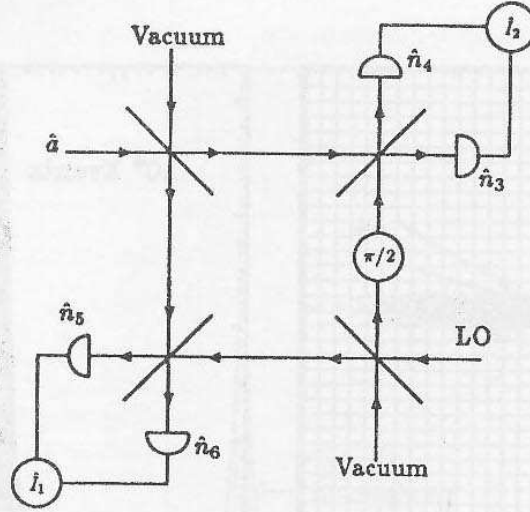 Vacuum
Î₂
n̂₄
â
n̂₃
π/2
n̂₅
LO
n̂₆
Î₁
Vacuum